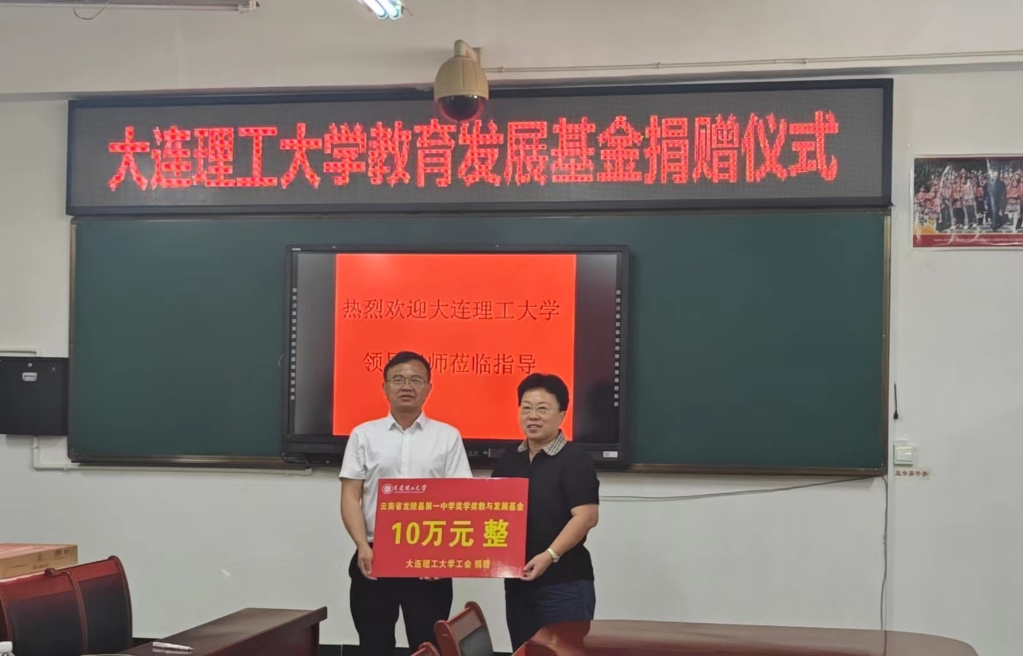 大连理工大学教育发展基金捐赠仪式
热烈欢迎大连理工大学
领导 师莅临指导
大连理工大学
云南省龙陵县第一中学奖学奖教与发展基金
10万元 整
大连理工大学工会 捐赠